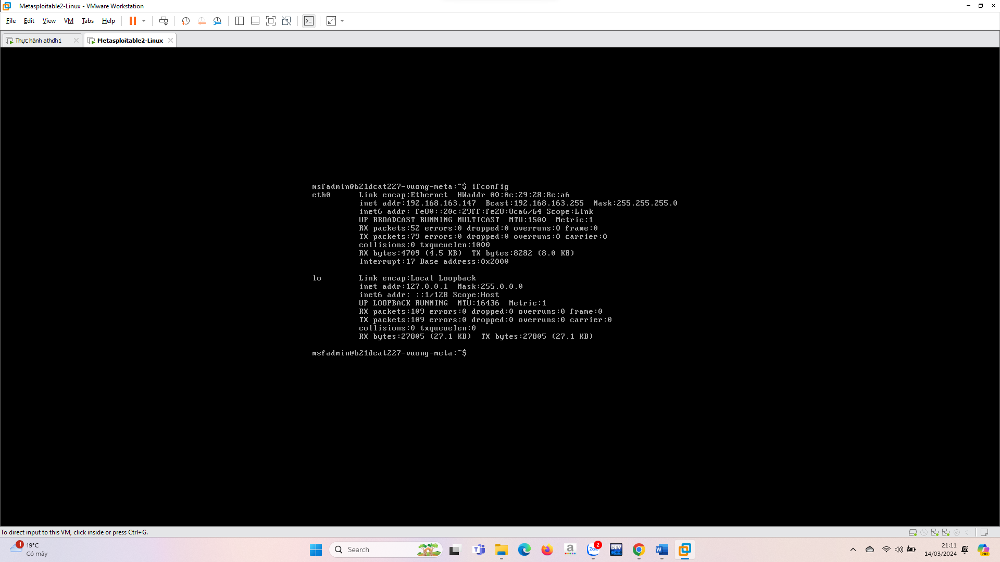 Metasploitable2-Linux - VMware Workstation
File Edit View VM Tabs Help
Thực hành athdh1
Metasploitable2-Linux
msfadmin@b21dcat227-vuong-meta:~$ ifconfig
eth0 Link encap:Ethernet HWaddr 00:0c:29:28:8c:a6
inet addr:192.168.163.147 Bcast:192.168.163.255 Mask:255.255.255.0
inet6 addr: fe80::20c:29ff:fe28:8ca6/64 Scope:Link
UP BROADCAST RUNNING MULTICAST MTU:1500 Metric:1
RX packets:52 errors:0 dropped:0 overruns:0 frame:0
TX packets:79 errors:0 dropped:0 overruns:0 carrier:0
collisions:0 txqueuelen:1000
RX bytes:4709 (4.5 KB) TX bytes:8282 (8.0 KB)
Interrupt:17 Base address:0x2000
lo Link encap:Local Loopback
inet addr:127.0.0.1 Mask:255.0.0.0
inet6 addr: ::1/128 Scope:Host
UP LOOPBACK RUNNING MTU:16436 Metric:1
RX packets:109 errors:0 dropped:0 overruns:0 frame:0
TX packets:109 errors:0 dropped:0 overruns:0 carrier:0
collisions:0 txqueuelen:0
RX bytes:27805 (27.1 KB) TX bytes:27805 (27.1 KB)
msfadmin@b21dcat227-vuong-meta:~$
To direct input to this VM, click inside or press Ctrl+G.
1
19°C
Có mây
Search
a
Zalo
2
DEV
W
21:11
14/03/2024
PRE